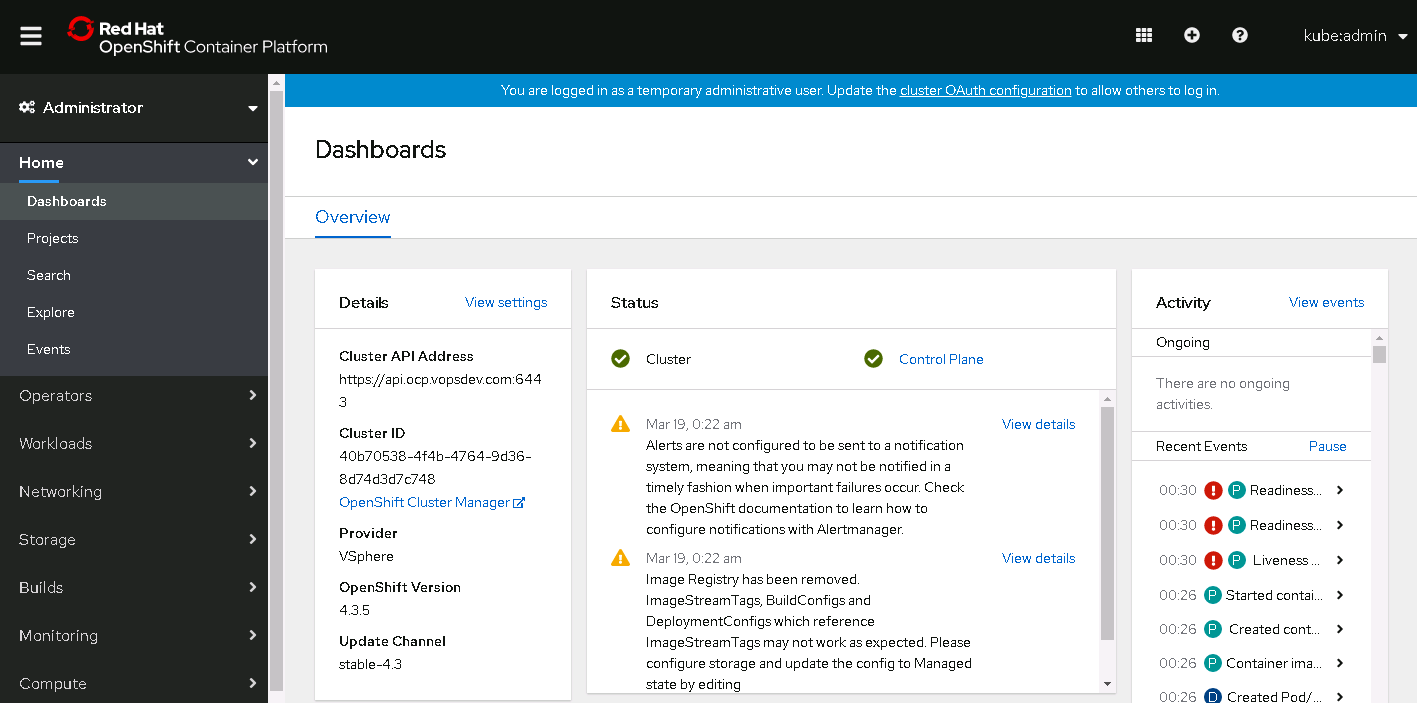 Red Hat
OpenShift Container Platform
kube:admin
Administrator
Home
Dashboards
Projects
Search
Explore
Events
Operators
Workloads
Networking
Storage
Builds
Monitoring
Compute
You are logged in as a temporary administrative user. Update the cluster OAuth configuration to allow others to log in.
Dashboards
Overview
Details
View settings
Cluster API Address
https://api.ocp.vopsdev.com:644
3
Cluster ID
40b70538-4f4b-4764-9d36-
8d74d3d7c748
OpenShift Cluster Manager
Provider
VSphere
OpenShift Version
4.3.5
Update Channel
stable-4.3
Status
Cluster
Control Plane
Mar 19, 0:22 am
View details
Alerts are not configured to be sent to a notification
system, meaning that you may not be notified in a
timely fashion when important failures occur. Check
the OpenShift documentation to learn how to
configure notifications with Alertmanager.
Mar 19, 0:22 am
View details
Image Registry has been removed.
ImageStreamTags, BuildConfigs and
DeploymentConfigs which reference
ImageStreamTags may not work as expected. Please
configure storage and update the config to Managed
state by editing
Activity
View events
Ongoing
There are no ongoing
activities.
Recent Events
Pause
00:30 P Readiness...
00:30 P Readiness...
00:30 P Liveness ...
00:26 P Started contai...
00:26 P Created cont...
00:26 P Container ima...
00:26 D Created Pod/...